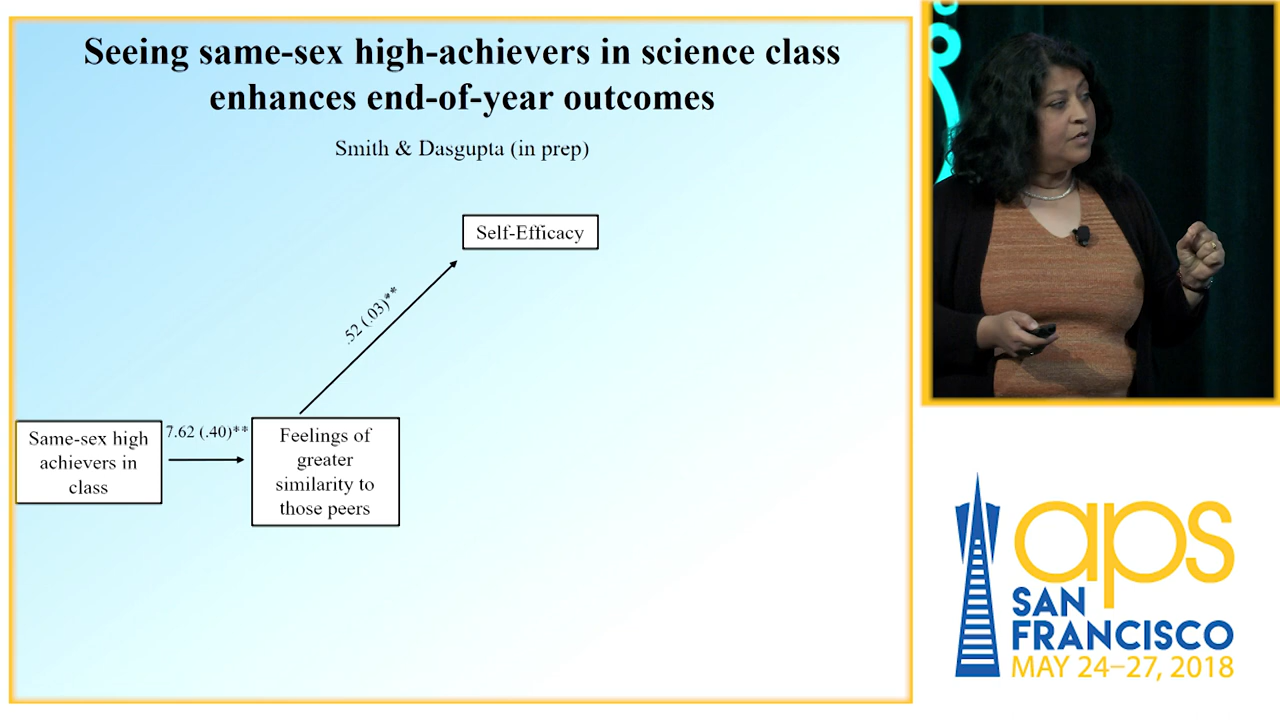 Seeing same-sex high-achievers in science class
enhances end-of-year outcomes
Smith & Dasgupta (in prep)
Self-Efficacy
.52 (.03)**
Same-sex high
achievers in
class
7.62 (.40)**
Feelings of
greater
similarity to
those peers
aps
SAN
FRANCISCO
MAY 24–27, 2018